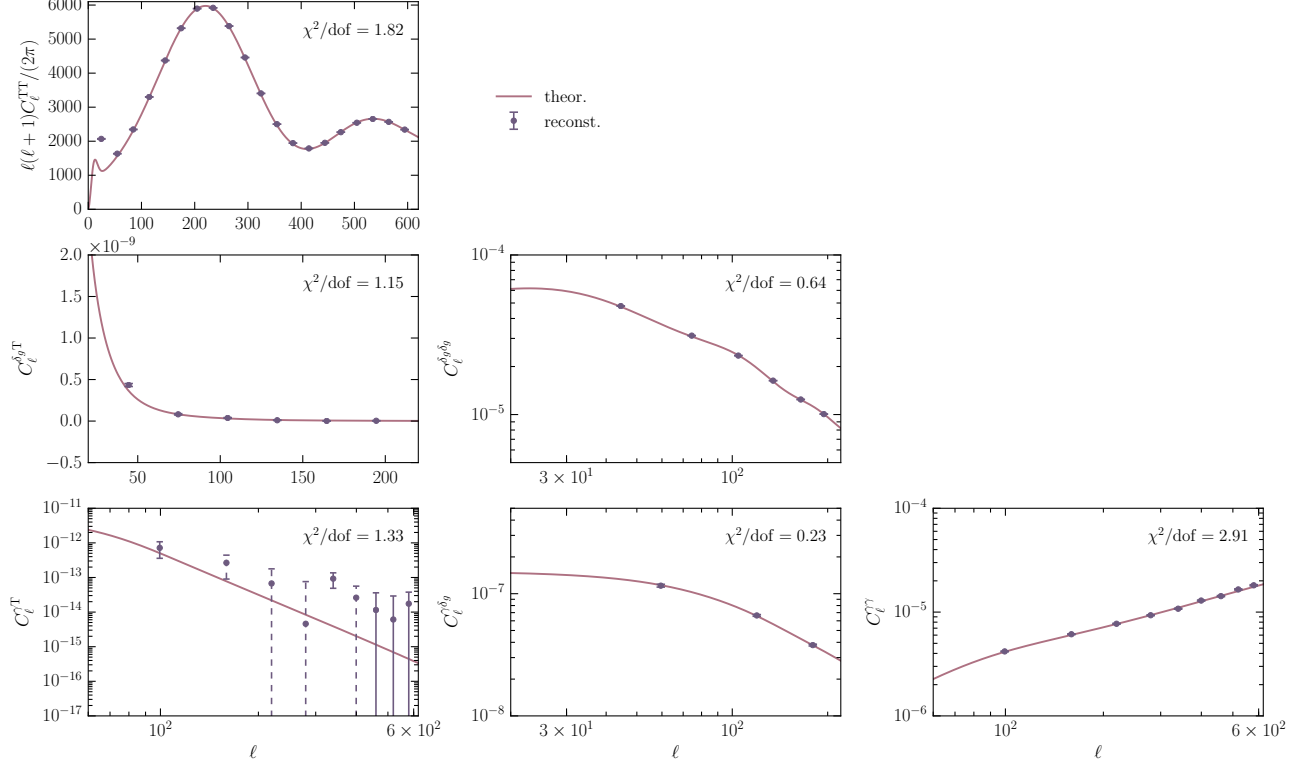 6000
5000
4000
3000
2000
1000
0
ℓ(ℓ + 1)C_ℓ^{TT}/(2π)
χ²/dof = 1.82
0 100 200 300 400 500 600
theor.
reconst.
×10⁻⁹
2.0
1.5
1.0
0.5
0.0
−0.5
C_ℓ^{δ_g T}
χ²/dof = 1.15
50 100 150 200
10⁻⁴
10⁻⁵
C_ℓ^{δ_g δ_g}
χ²/dof = 0.64
3 × 10¹ 10²
10⁻¹¹
10⁻¹²
10⁻¹³
10⁻¹⁴
10⁻¹⁵
10⁻¹⁶
10⁻¹⁷
C_ℓ^{γT}
χ²/dof = 1.33
10² 6 × 10²
ℓ
10⁻⁷
10⁻⁸
C_ℓ^{γδ_g}
χ²/dof = 0.23
3 × 10¹ 10²
ℓ
10⁻⁴
10⁻⁵
10⁻⁶
C_ℓ^{γγ}
χ²/dof = 2.91
10² 6 × 10²
ℓ